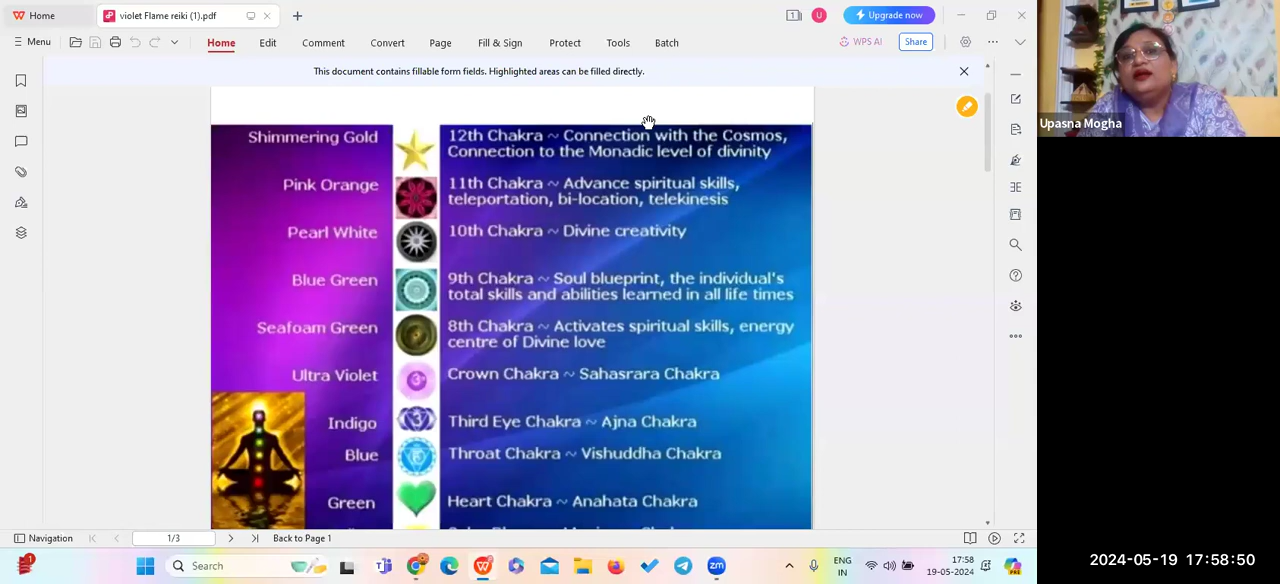 Home
violet Flame reiki (1).pdf
Upgrade now
Menu
Home
Edit
Comment
Convert
Page
Fill & Sign
Protect
Tools
Batch
WPS AI
Share
This document contains fillable form fields. Highlighted areas can be filled directly.
Upasna Mogha
Shimmering Gold
12th Chakra ~ Connection with the Cosmos,
Connection to the Monadic level of divinity
Pink Orange
11th Chakra ~ Advance spiritual skills,
teleportation, bi-location, telekinesis
Pearl White
10th Chakra ~ Divine creativity
Blue Green
9th Chakra ~ Soul blueprint, the individual's
total skills and abilities learned in all life times
Seafoam Green
8th Chakra ~ Activates spiritual skills, energy
centre of Divine love
Ultra Violet
Crown Chakra ~ Sahasrara Chakra
Indigo
Third Eye Chakra ~ Ajna Chakra
Blue
Throat Chakra ~ Vishuddha Chakra
Green
Heart Chakra ~ Anahata Chakra
Navigation
1/3
Back to Page 1
Search
ENG
IN
17:58
19-05-2024
2024-05-19 17:58:50